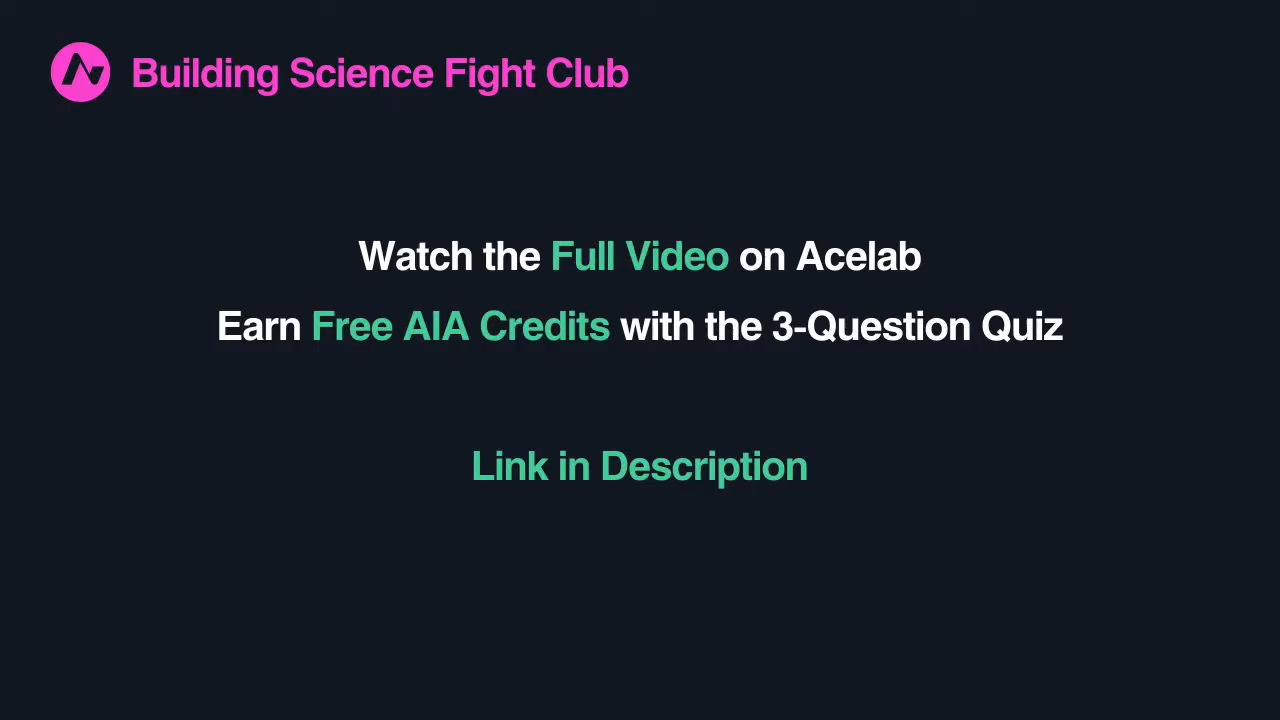 Building Science Fight Club
Watch the Full Video on Acelab
Earn Free AIA Credits with the 3-Question Quiz
Link in Description